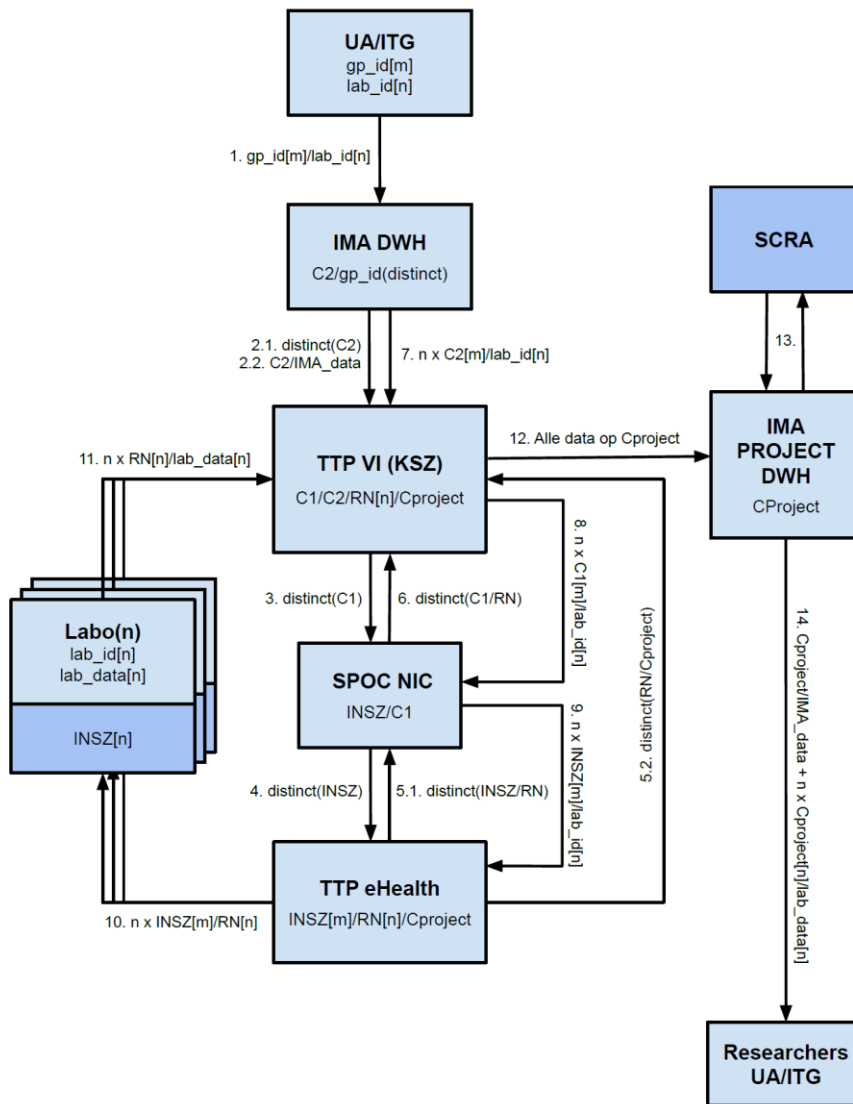 UA/ITG
gp_id[m]
lab_id[n]
1. gp_id[m]/lab_id[n]
IMA DWH
C2/gp_id(distinct)
SCRA
2.1. distinct(C2)
2.2. C2/IMA_data
7. n x C2[m]/lab_id[n]
13.
TTP VI (KSZ)
C1/C2/RN[n]/Cproject
12. Alle data op Cproject
IMA
PROJECT
DWH
CProject
11. n x RN[n]/lab_data[n]
8. n x C1[m]/lab_id[n]
3. distinct(C1)
6. distinct(C1/RN)
Labo(n)
lab_id[n]
lab_data[n]
INSZ[n]
SPOC NIC
INSZ/C1
5.2. distinct(RN/Cproject)
14. Cproject/IMA_data + n x Cproject[n]/lab_data[n]
9. n x INSZ[m]/lab_id[n]
4. distinct(INSZ)
5.1. distinct(INSZ/RN)
TTP eHealth
INSZ[m]/RN[n]/Cproject
10. n x INSZ[m]/RN[n]
Researchers
UA/ITG